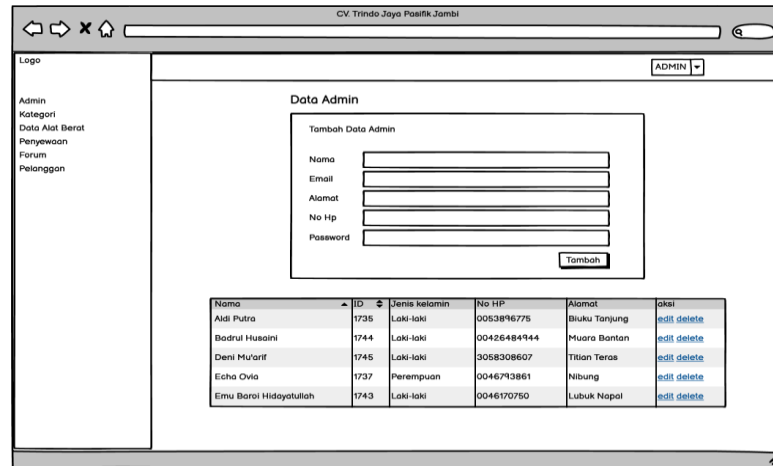 CV. Trindo Jaya Pasifik Jambi
Logo
ADMIN
Admin
Kategori
Data Alat Berat
Penyewaan
Forum
Pelanggan
Data Admin
Tambah Data Admin
Nama
Email
Alamat
No Hp
Password
Tambah
Nama ID Jenis kelamin No HP Alamat aksi
Aldi Putra 1735 Laki-laki 0053896775 Biuku Tanjung edit delete
Badrul Husaini 1744 Laki-laki 00426484944 Muara Bantan edit delete
Deni Mu'arif 1745 Laki-laki 3058308607 Titian Teras edit delete
Echa Ovia 1737 Perempuan 0046793861 Nibung edit delete
Emu Baroi Hidayatullah 1743 Laki-laki 0046170750 Lubuk Napal edit delete